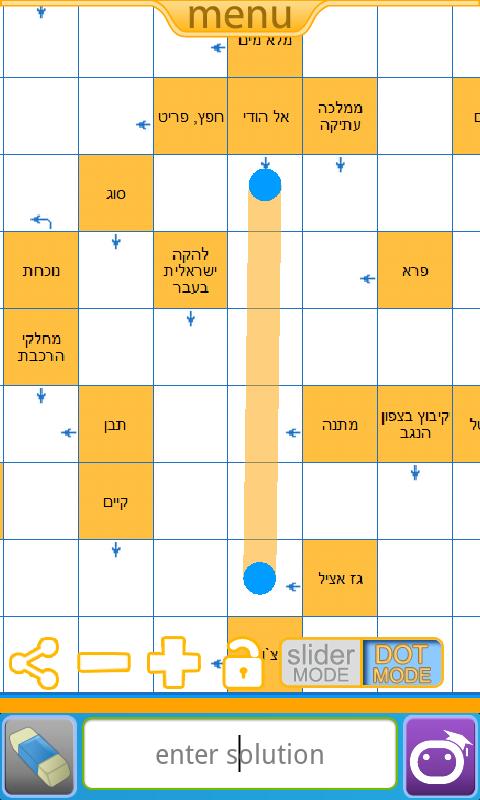 menu
מלא מים
חפץ, פריט
אל הודי
ממלכה
עתיקה
סוג
נוכחת
להקה
ישראלית
בעבר
פרא
מחלקי
הרכבת
תבן
מתנה
קיבוץ בצפון
הנגב
קיים
גז אציל
slider
MODE
DOT
MODE
enter solution